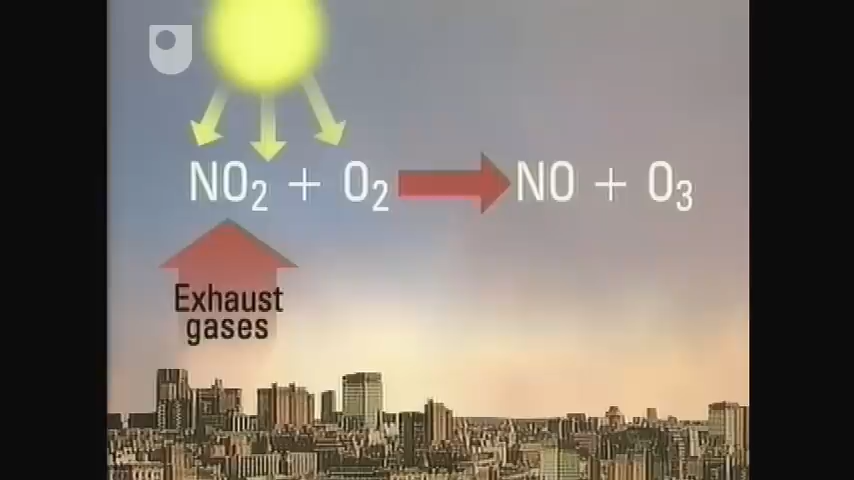 NO₂ + O₂ → NO + O₃
Exhaust
gases